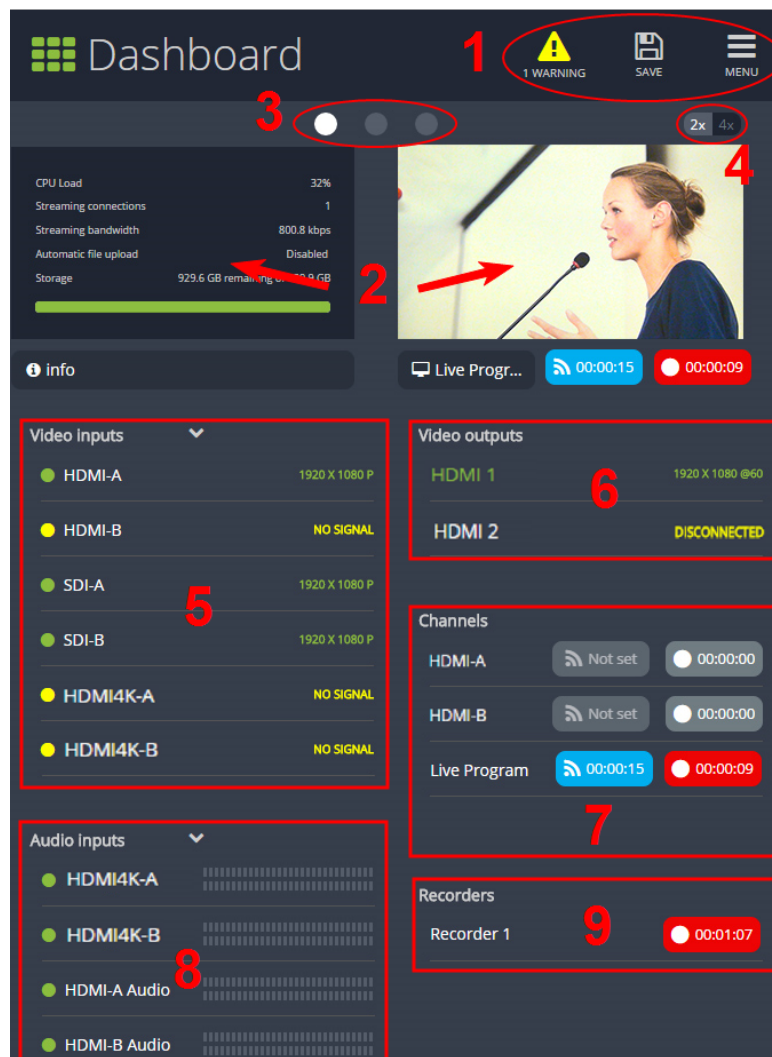 Dashboard
1
1 WARNING
SAVE
MENU
3
2x 4x
4
CPU Load 32%
Streaming connections 1
Streaming bandwidth 800.8 kbps
Automatic file upload Disabled
Storage 929.6 GB remaining GB
2
info
Live Progr... 00:00:15 00:00:09
Video inputs
HDMI-A 1920 X 1080 P
HDMI-B NO SIGNAL
SDI-A 1920 X 1080 P
5
SDI-B 1920 X 1080 P
HDMI4K-A NO SIGNAL
HDMI4K-B NO SIGNAL
Video outputs
HDMI 1 1920 X 1080 @60
6
HDMI 2 DISCONNECTED
Channels
HDMI-A Not set 00:00:00
HDMI-B Not set 00:00:00
Live Program 00:00:15 00:00:09
7
Audio inputs
HDMI4K-A
HDMI4K-B
8
HDMI-A Audio
HDMI-B Audio
Recorders
Recorder 1 9 00:01:07